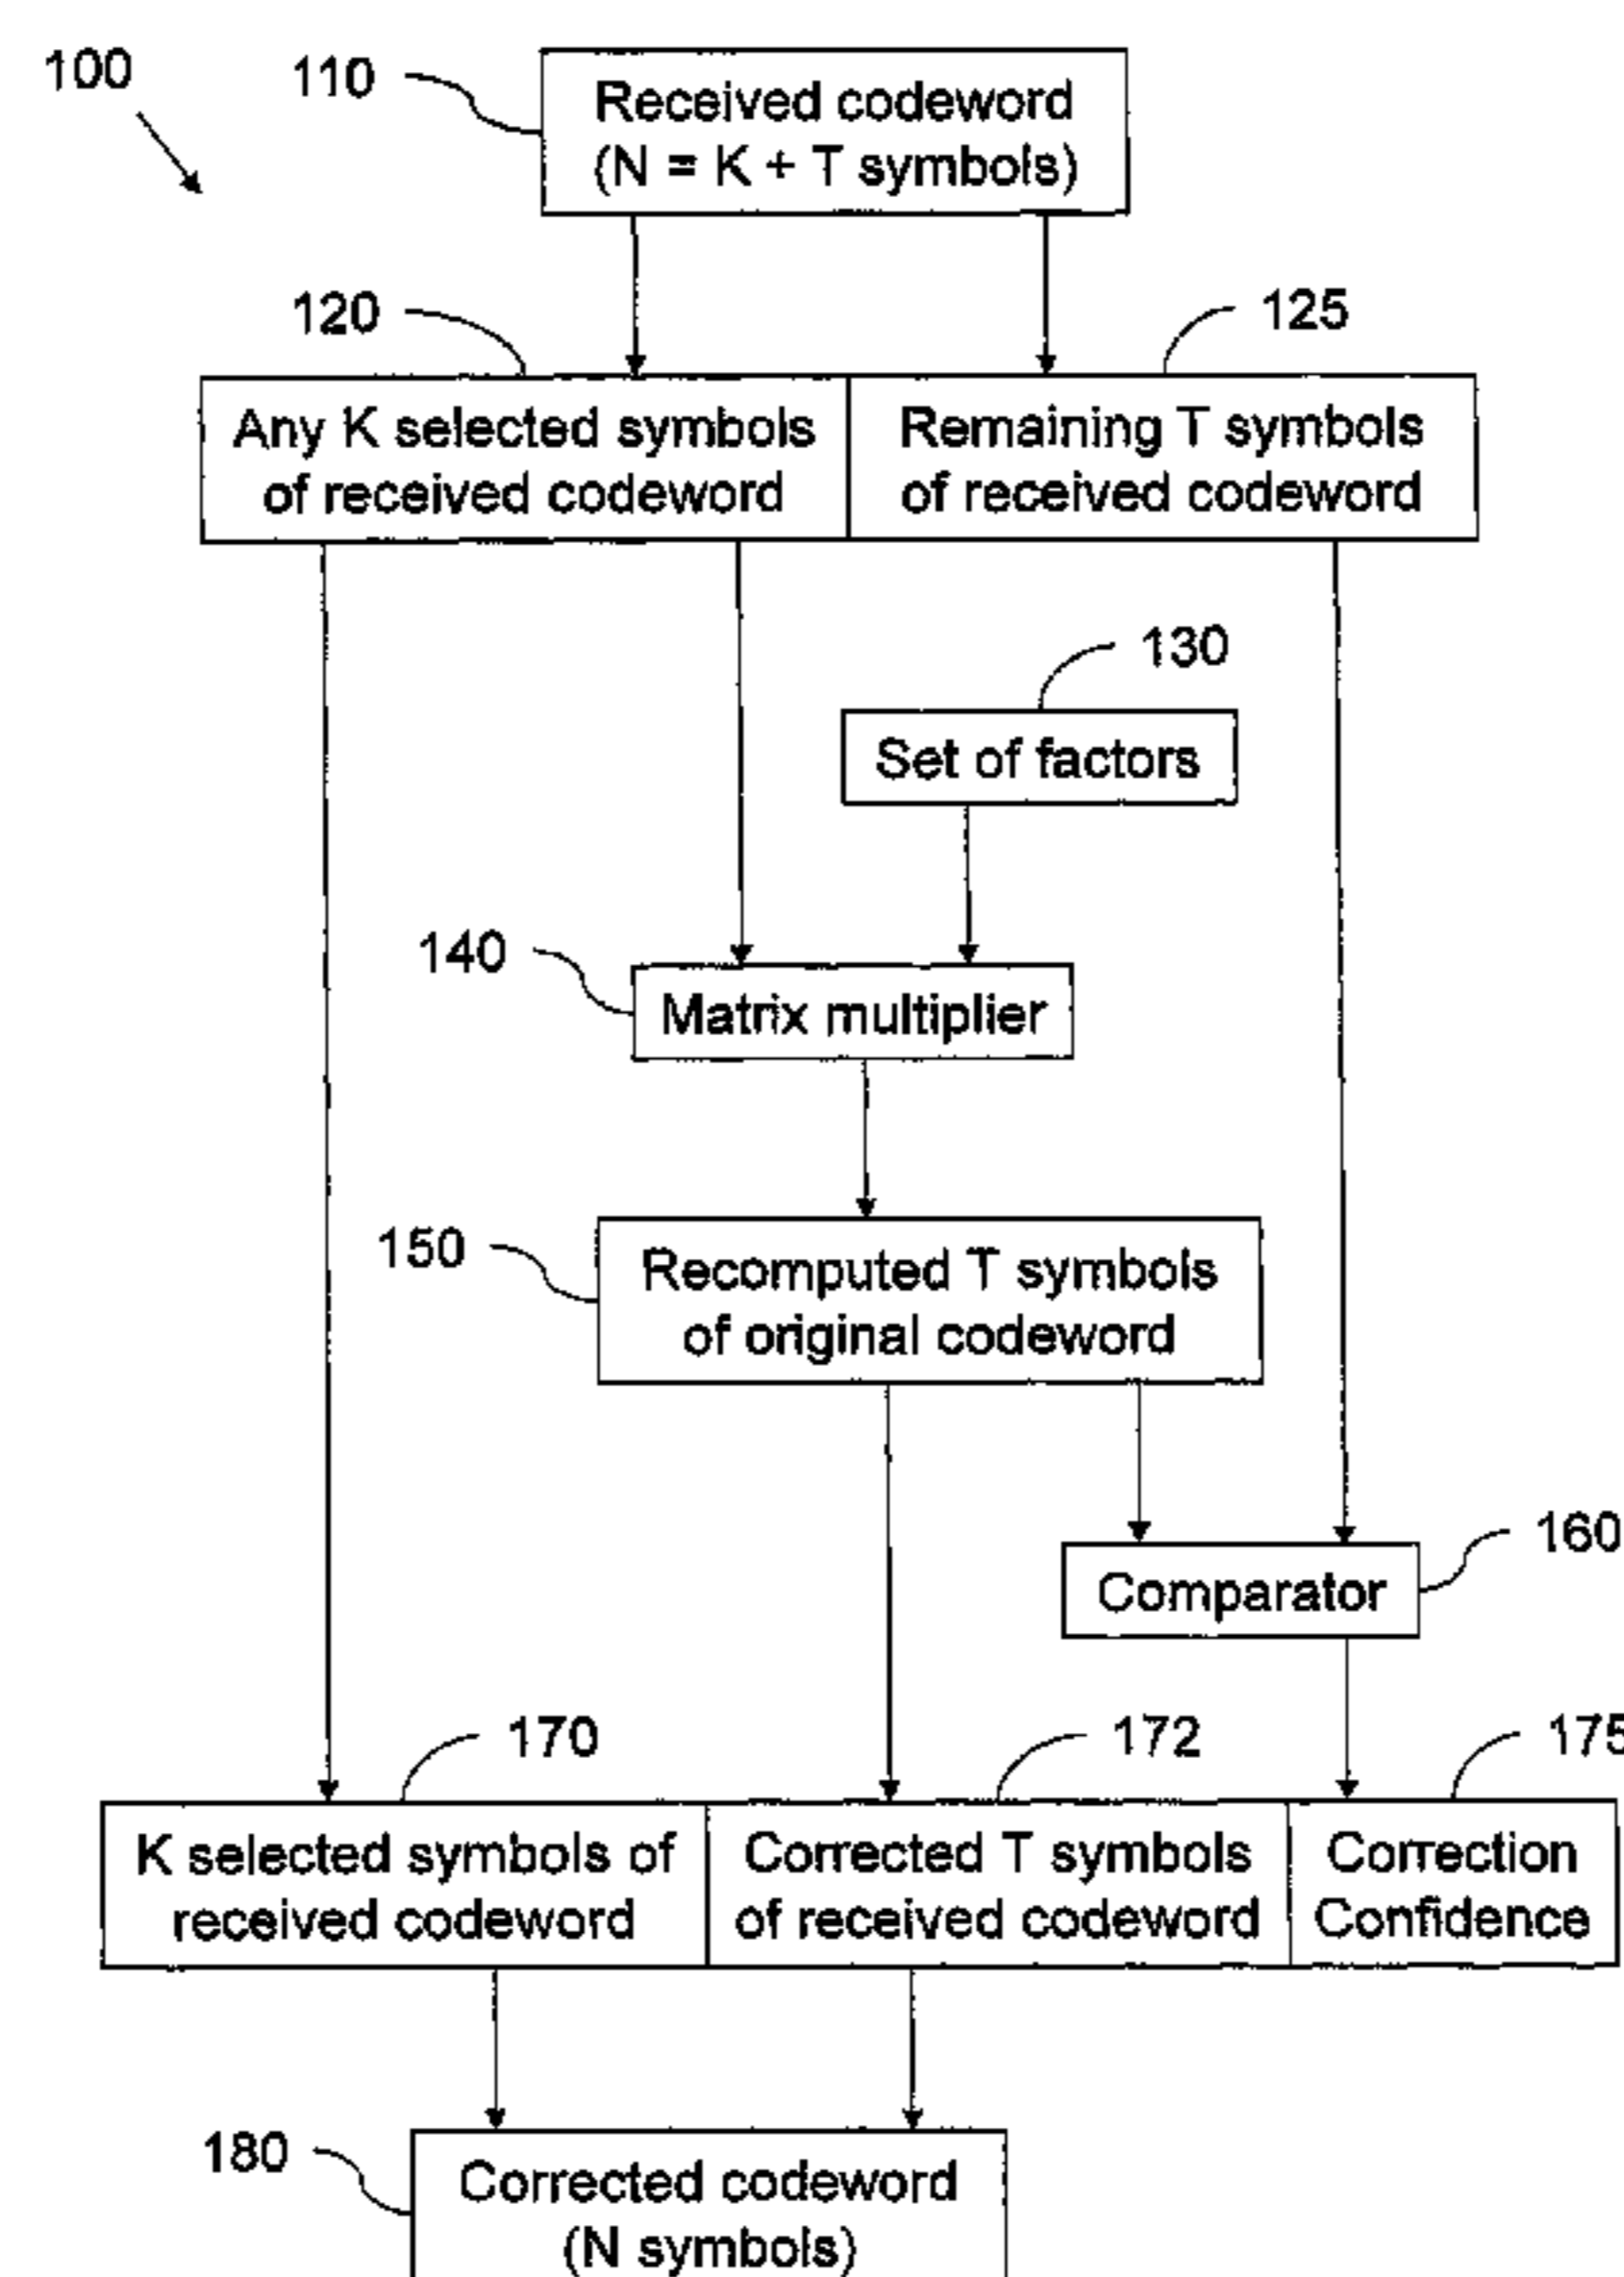 100
110
Received codeword
(N = K + T symbols)
120
125
Any K selected symbols
of received codeword
Remaining T symbols
of received codeword
130
Set of factors
140
Matrix multiplier
150
Recomputed T symbols
of original codeword
160
Comparator
170
172
175
K selected symbols of
received codeword
Corrected T symbols
of received codeword
Correction
Confidence
180
Corrected codeword
(N symbols)